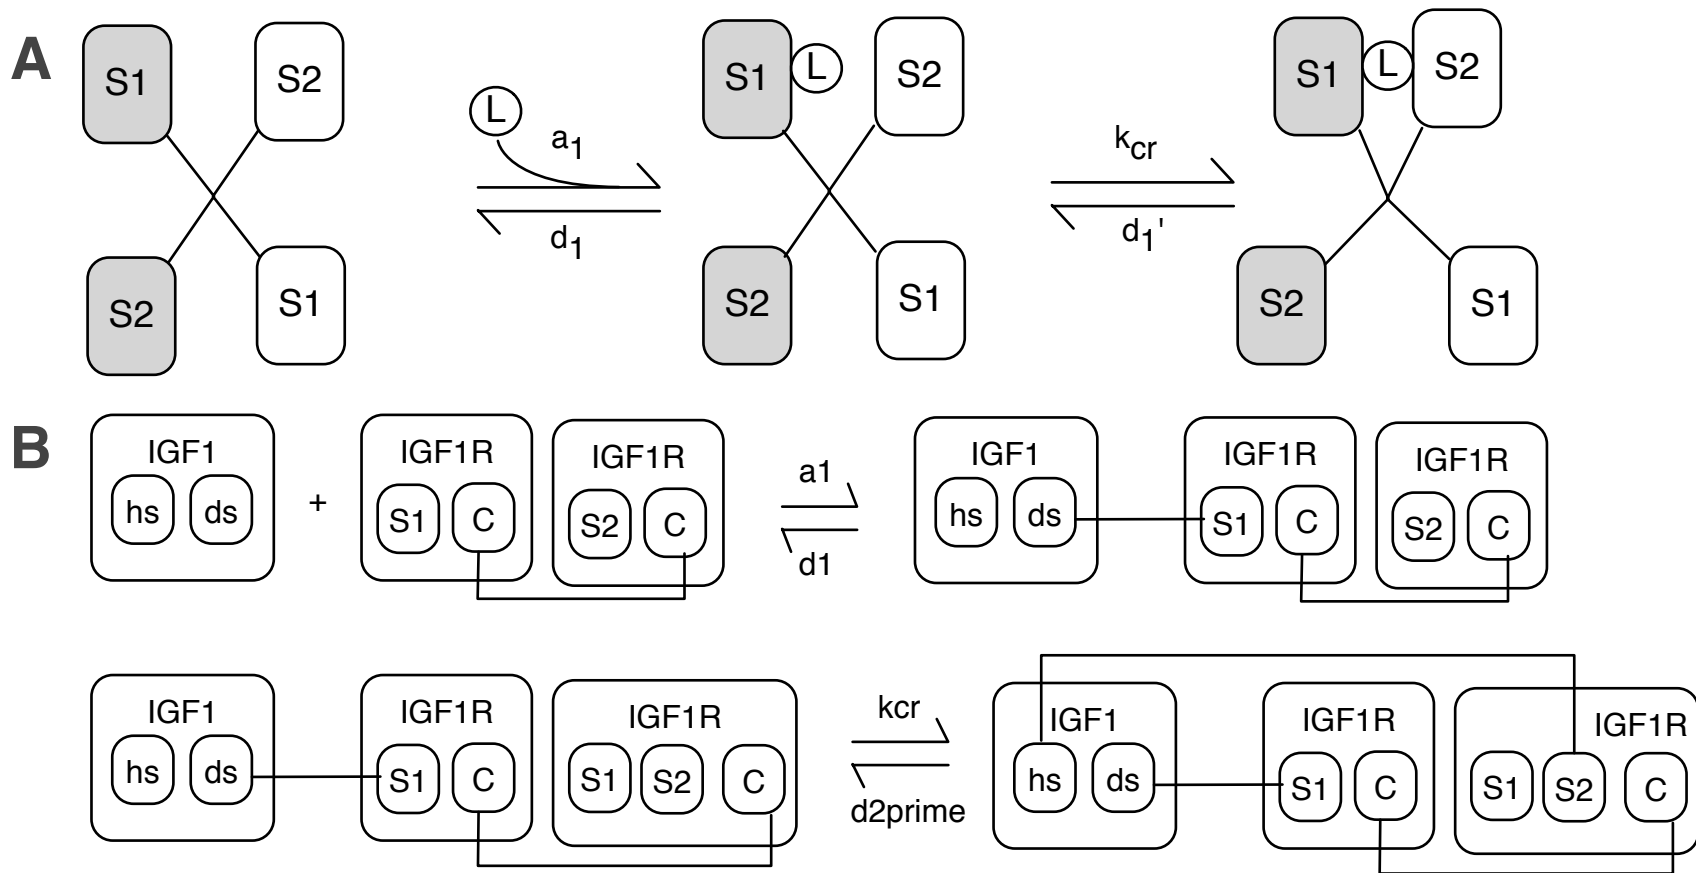 A
S1 S2 L a1 d1 S1 L S2 kcr d1' S1 L S2
S2 S1 S2 S1 S2 S1
B
IGF1 IGF1R IGF1R a1 IGF1 IGF1R IGF1R
hs ds + S1 C S2 C d1 hs ds S1 C S2 C
IGF1 IGF1R IGF1R kcr IGF1 IGF1R IGF1R
hs ds S1 C S1 S2 C d2prime hs ds S1 C S1 S2 C